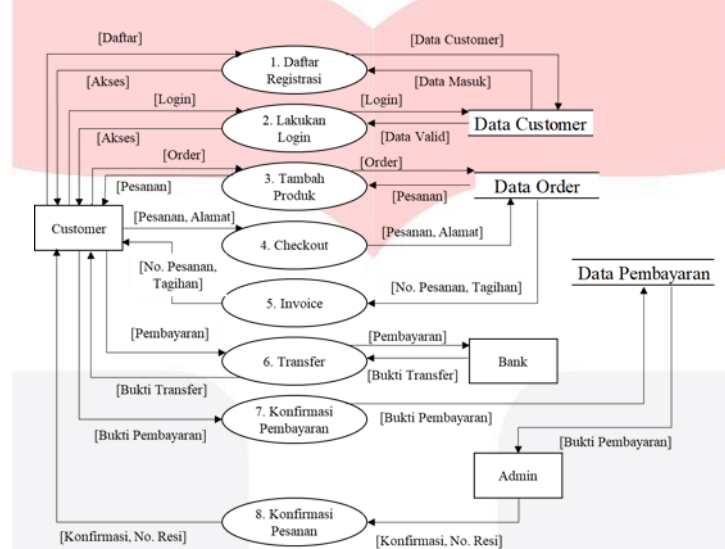 [Daftar]
[Data Customer]
1. Daftar
Registrasi
[Akses]
[Data Masuk]
[Login]
[Login]
2. Lakukan
Login
Data Customer
[Akses]
[Data Valid]
[Order]
[Order]
3. Tambah
Produk
Data Order
[Pesanan]
[Pesanan]
Customer
[Pesanan, Alamat]
4. Checkout
[Pesanan, Alamat]
[No. Pesanan,
Tagihan]
Data Pembayaran
[No. Pesanan, Tagihan]
5. Invoice
[Pembayaran]
[Pembayaran]
6. Transfer
Bank
[Bukti Transfer]
[Bukti Transfer]
7. Konfirmasi
Pembayaran
[Bukti Pembayaran]
[Bukti Pembayaran]
[Bukti Pembayaran]
Admin
8. Konfirmasi
Pesanan
[Konfirmasi, No. Resi]
[Konfirmasi, No. Resi]